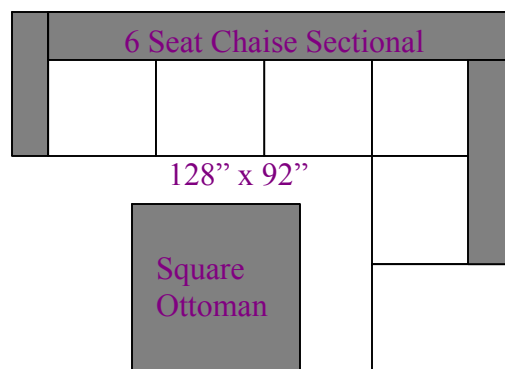 6 Seat Chaise Sectional
128” x 92”
Square
Ottoman